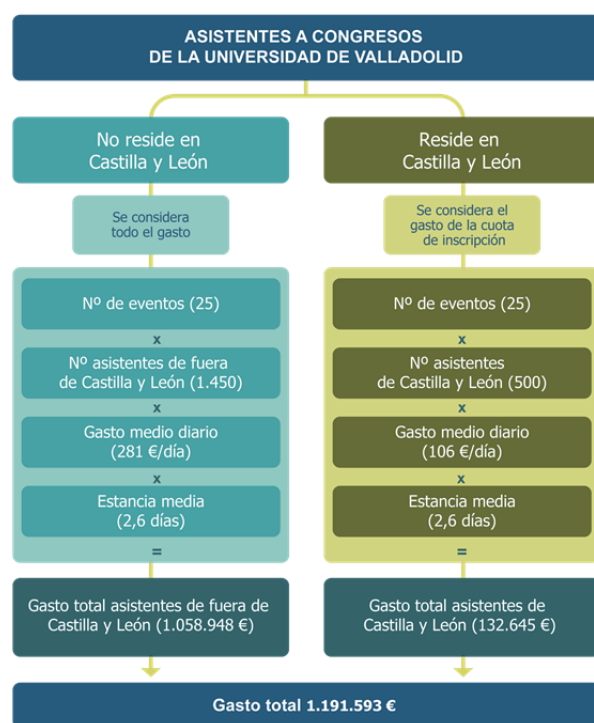 ASISTENTES A CONGRESOS
DE LA UNIVERSIDAD DE VALLADOLID
No reside en
Castilla y León
Se considera
todo el gasto
Nº de eventos (25)
x
Nº asistentes de fuera
de Castilla y León (1.450)
x
Gasto medio diario
(281 €/día)
x
Estancia media
(2,6 días)
=
Gasto total asistentes de fuera de
Castilla y León (1.058.948 €)
Reside en
Castilla y León
Se considera el
gasto de la cuota
de inscripción
Nº de eventos (25)
x
Nº asistentes
de Castilla y León (500)
x
Gasto medio diario
(106 €/día)
x
Estancia media
(2,6 días)
=
Gasto total asistentes de
Castilla y León (132.645 €)
Gasto total 1.191.593 €